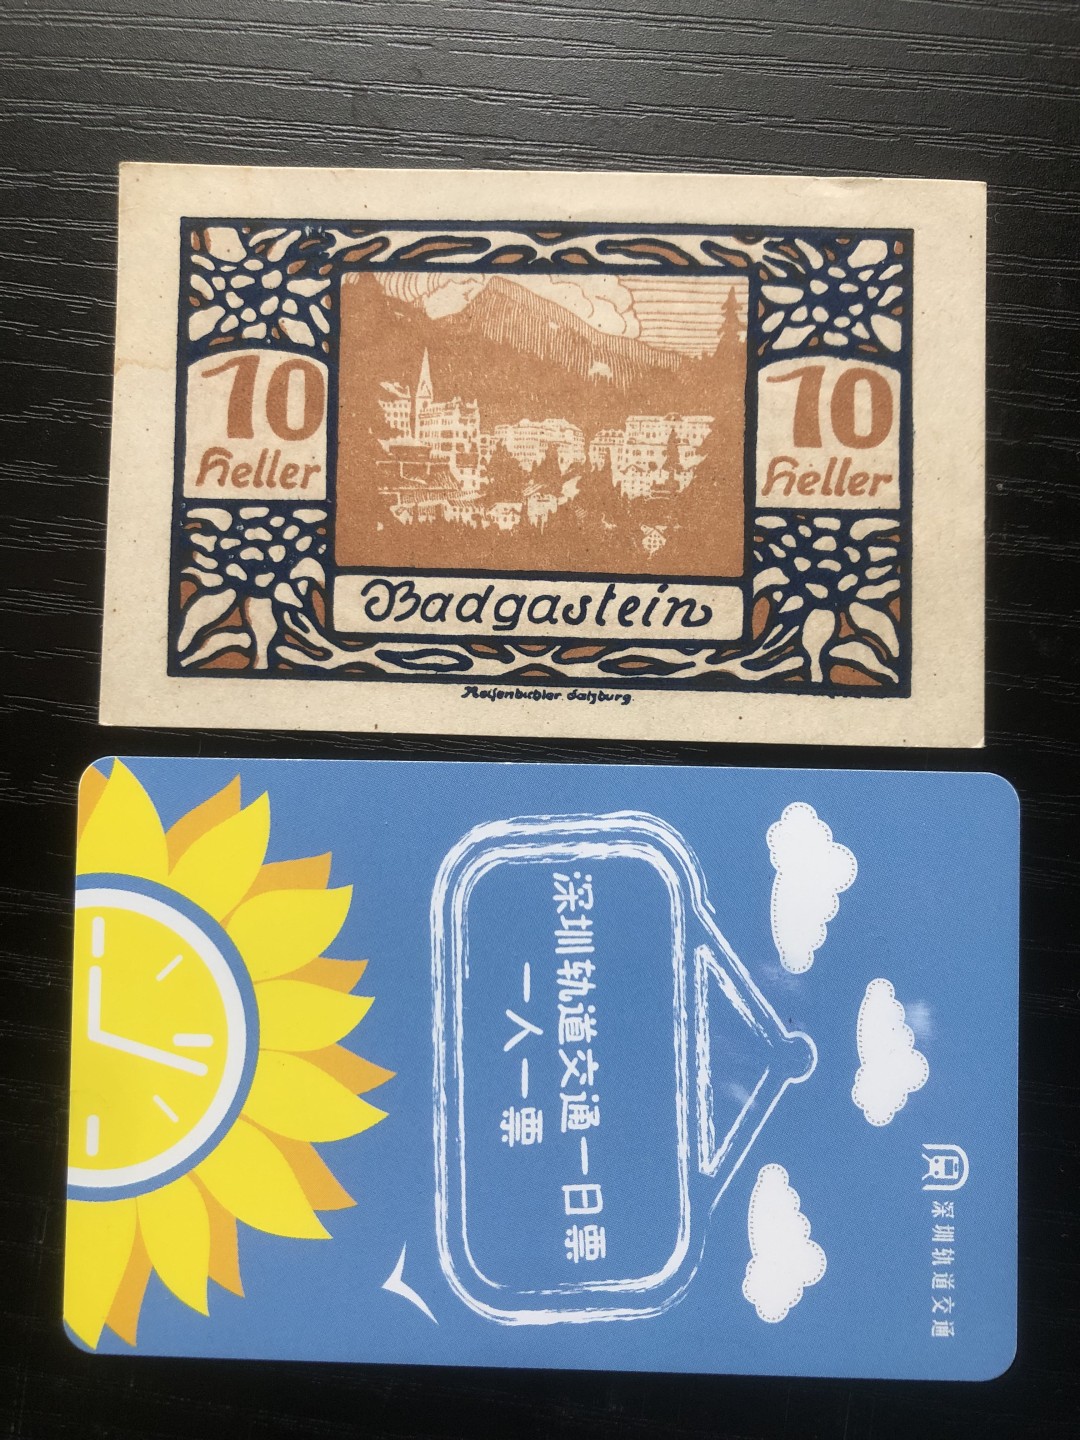 10
Heller
10
Heller
Badgastein
Reisenbichler. Salzburg.
深圳轨道交通一日票
一人一票
深圳轨道交通